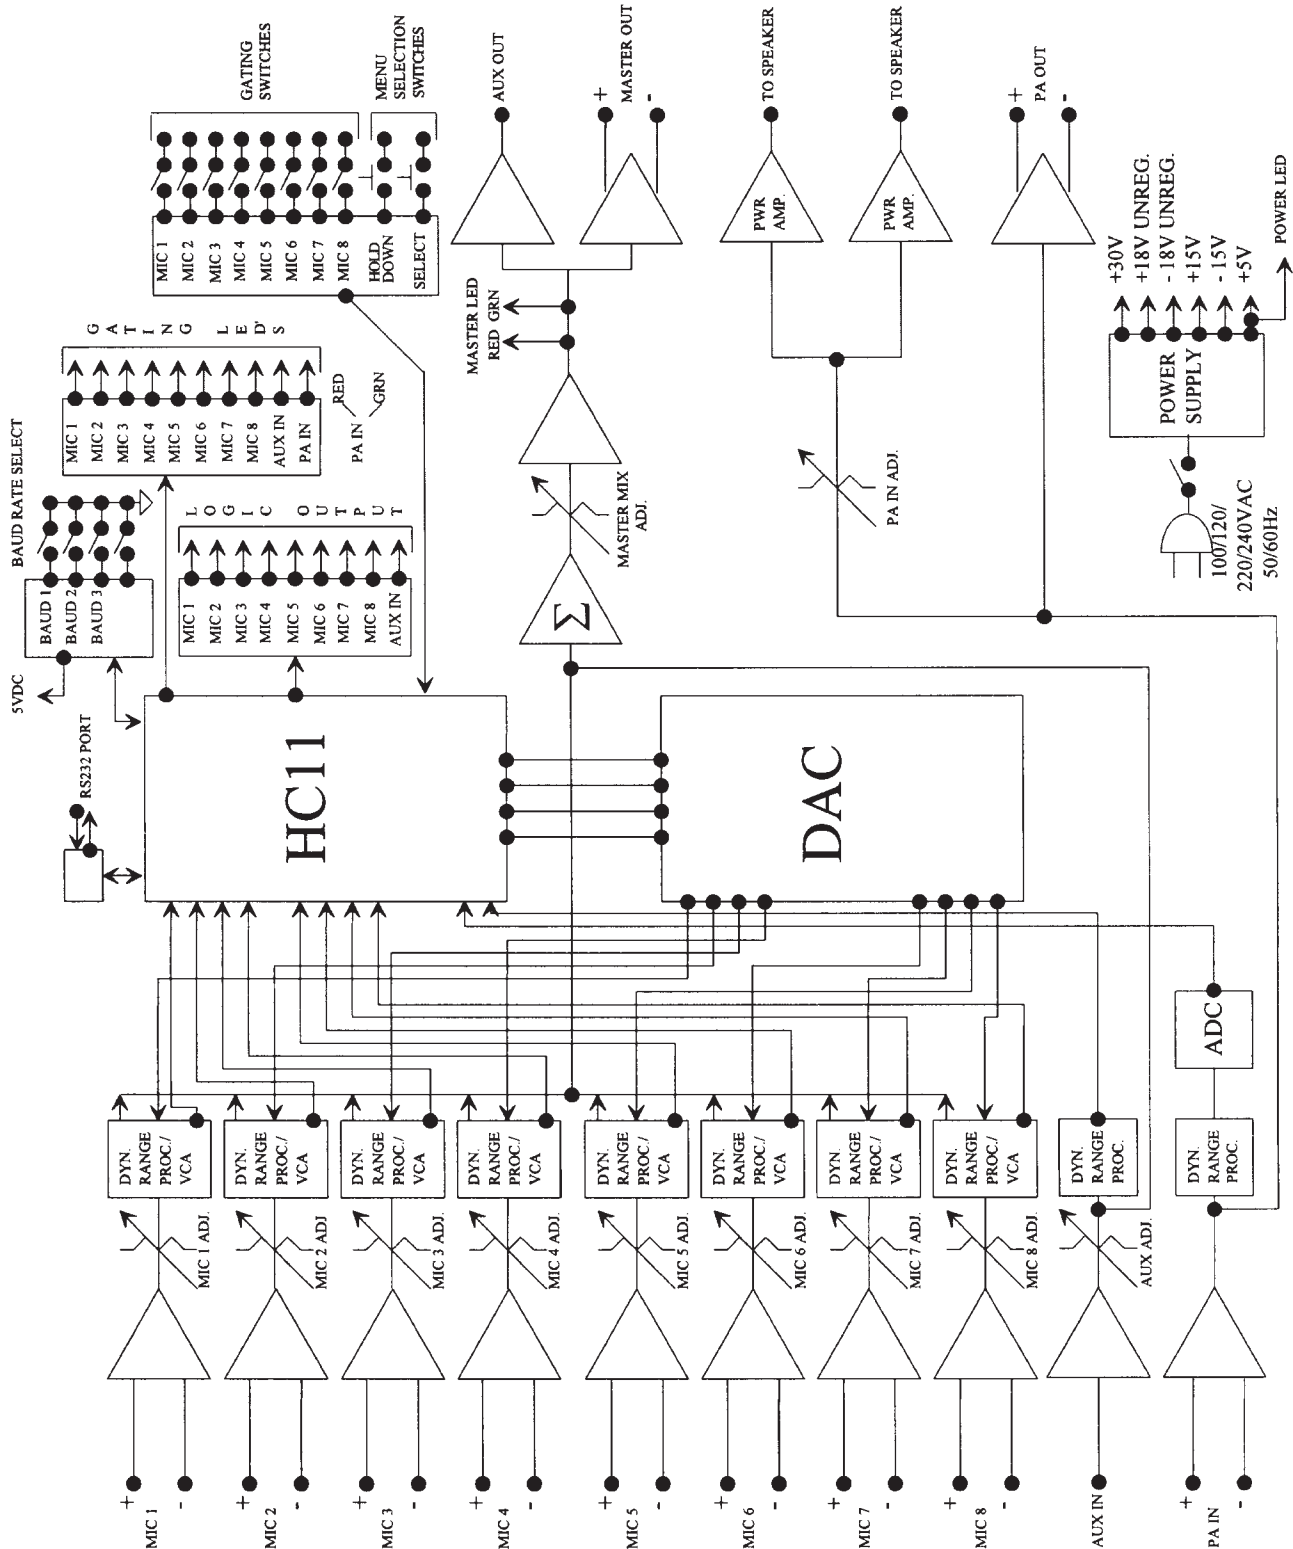 GATING
SWITCHES
MENU
SELECTION
SWITCHES
MIC 1
MIC 2
MIC 3
MIC 4
MIC 5
MIC 6
MIC 7
MIC 8
HOLD
DOWN
SELECT
AUX OUT
+
MASTER OUT
-
TO SPEAKER
TO SPEAKER
+
PA OUT
-
PWR
AMP.
PWR
AMP.
MASTER LED
RED GRN
GATING LED'S
MIC 1
MIC 2
MIC 3
MIC 4
MIC 5
MIC 6
MIC 7
MIC 8
AUX IN
PA IN
RED
PA IN
GRN
BAUD RATE SELECT
BAUD 1
BAUD 2
BAUD 3
5VDC
LOGIC OUTPUT
MIC 1
MIC 2
MIC 3
MIC 4
MIC 5
MIC 6
MIC 7
MIC 8
AUX IN
MASTER MIX
ADJ.
Σ
PA IN ADJ.
+30V
+18V UNREG.
- 18V UNREG.
+15V
- 15V
+5V
POWER LED
POWER
SUPPLY
100/120/
220/240VAC
50/60Hz
RS232 PORT
HC11
DAC
ADC
DYN.
RANGE
PROC./
VCA
DYN.
RANGE
PROC./
VCA
DYN.
RANGE
PROC./
VCA
DYN.
RANGE
PROC./
VCA
DYN.
RANGE
PROC./
VCA
DYN.
RANGE
PROC./
VCA
DYN.
RANGE
PROC./
VCA
DYN.
RANGE
PROC./
VCA
DYN.
RANGE
PROC.
DYN.
RANGE
PROC.
MIC 1 ADJ.
MIC 2 ADJ.
MIC 3 ADJ.
MIC 4 ADJ.
MIC 5 ADJ.
MIC 6 ADJ.
MIC 7 ADJ.
MIC 8 ADJ.
AUX ADJ.
+
MIC 1
-
+
MIC 2
-
+
MIC 3
-
+
MIC 4
-
+
MIC 5
-
+
MIC 6
-
+
MIC 7
-
+
MIC 8
-
AUX IN
+
PA IN
-